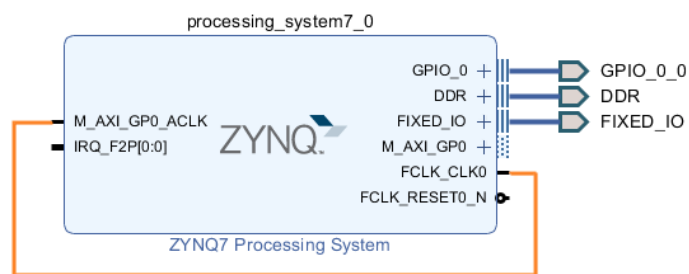 processing_system7_0
GPIO_0
DDR
FIXED_IO
M_AXI_GP0
FCLK_CLK0
FCLK_RESET0_N
M_AXI_GP0_ACLK
IRQ_F2P[0:0]
ZYNQ
GPIO_0_0
DDR
FIXED_IO
ZYNQ7 Processing System